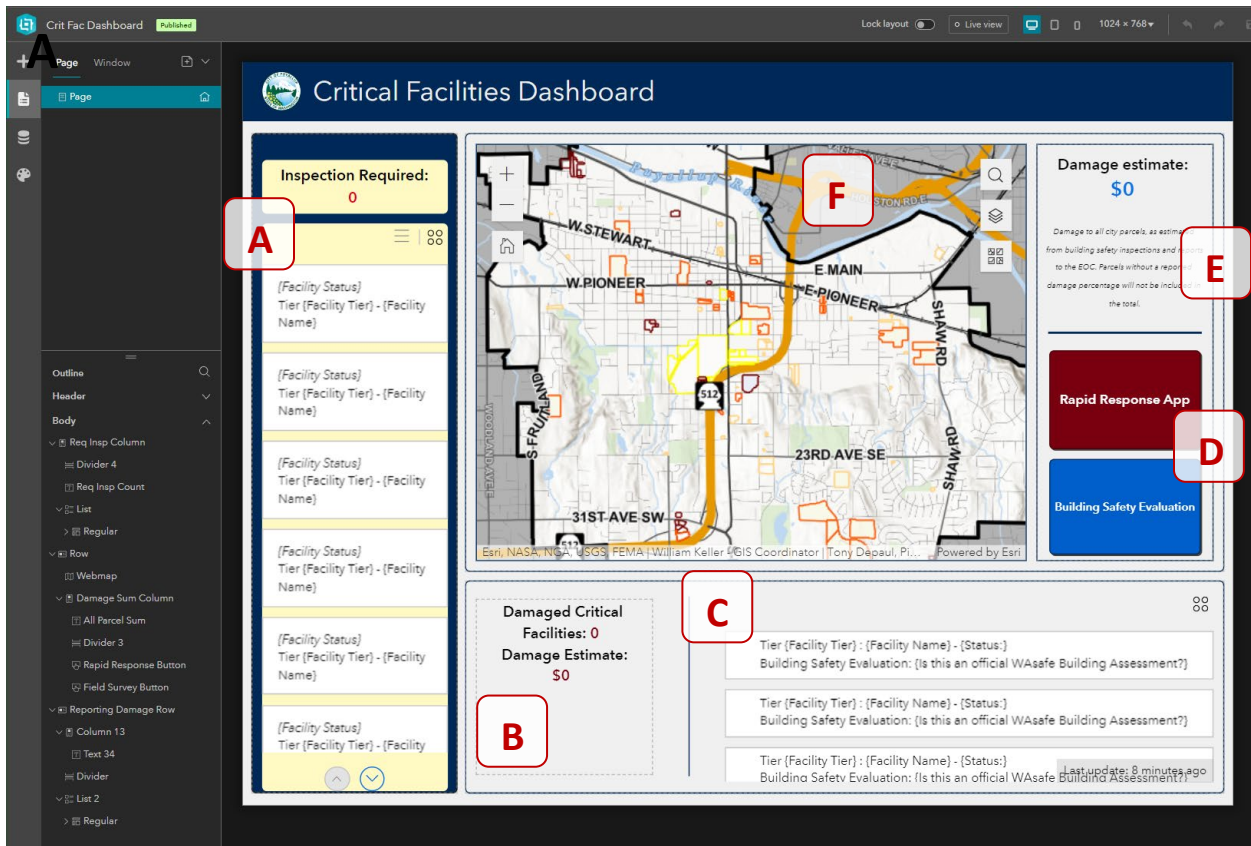 Crit Fac Dashboard Published
Lock layout Live view 1024 × 768
A
Page Window
Page
Outline
Header
Body
Req Insp Column
Divider 4
Req Insp Count
List
Regular
Row
Webmap
Damage Sum Column
All Parcel Sum
Divider 3
Rapid Response Button
Field Survey Button
Reporting Damage Row
Column 13
Text 34
Divider
List 2
Regular
Critical Facilities Dashboard
Inspection Required:
0
A
{Facility Status}
Tier {Facility Tier} - {Facility
Name}
{Facility Status}
Tier {Facility Tier} - {Facility
Name}
{Facility Status}
Tier {Facility Tier} - {Facility
Name}
{Facility Status}
Tier {Facility Tier} - {Facility
Name}
{Facility Status}
Tier {Facility Tier} - {Facility
Name}
{Facility Status}
Tier {Facility Tier} - {Facility
F
W.STEWART
W.PIONEER
E MAIN
E-PIONEER
SHAW RD
S FRUITLAND
WOODLAND AVE E
512
23RD AVE SE
SHAW RD
31ST AVE SW
512
Esri, NASA, NGA, USGS, FEMA | William Keller - GIS Coordinator | Tony Depaul, Pi... Powered by Esri
Damage estimate:
$0
Damage to all city parcels, as
from building safety inspections and
to the EOC. Parcels without a
damage percentage will not be included in
the total.
E
Rapid Response App
D
Building Safety Evaluation
Damaged Critical
Facilities: 0
Damage Estimate:
$0
B
C
Tier {Facility Tier} : {Facility Name} - {Status:}
Building Safety Evaluation: {Is this an official WAsafe Building Assessment?}
Tier {Facility Tier} : {Facility Name} - {Status:}
Building Safety Evaluation: {Is this an official WAsafe Building Assessment?}
Tier {Facility Tier} : {Facility Name} - {Status:}
Building Safety Evaluation: {Is this an official WAsafe Building Assessment?}
Last update: 8 minutes ago